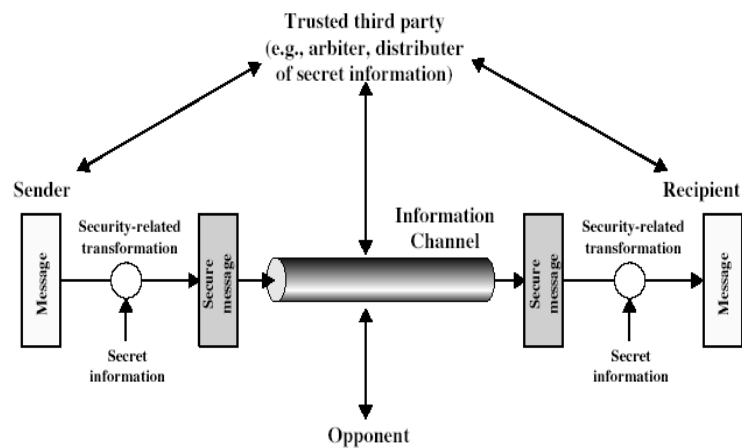 Trusted third party
(e.g., arbiter, distributer
of secret information)
Sender
Recipient
Information
Channel
Security-related
transformation
Security-related
transformation
Message
Secure
message
Secure
message
Message
Secret
information
Secret
information
Opponent